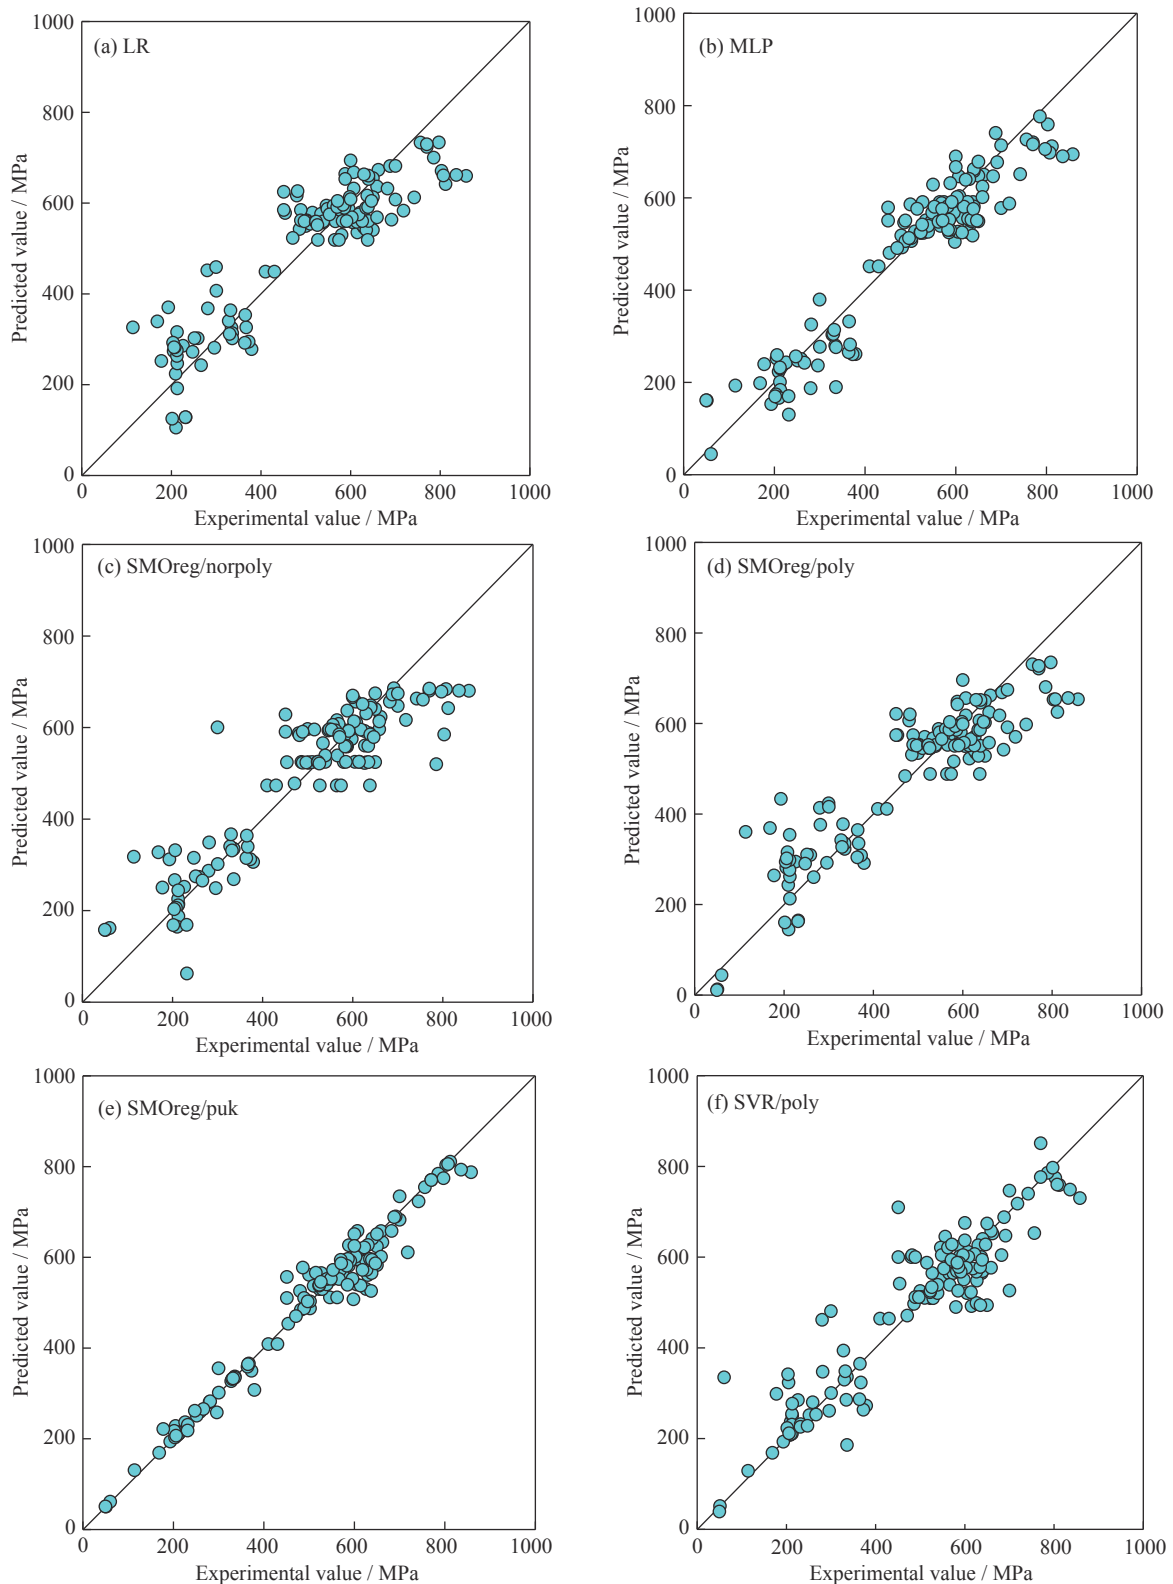 1000
800
600
400
200
0
Predicted value / MPa
(a) LR
0 200 400 600 800 1000
Experimental value / MPa
1000
800
600
400
200
0
Predicted value / MPa
(b) MLP
0 200 400 600 800 1000
Experimental value / MPa
1000
800
600
400
200
0
Predicted value / MPa
(c) SMOreg/norpoly
0 200 400 600 800 1000
Experimental value / MPa
1000
800
600
400
200
0
Predicted value / MPa
(d) SMOreg/poly
0 200 400 600 800 1000
Experimental value / MPa
1000
800
600
400
200
0
Predicted value / MPa
(e) SMOreg/puk
0 200 400 600 800 1000
Experimental value / MPa
1000
800
600
400
200
0
Predicted value / MPa
(f) SVR/poly
0 200 400 600 800 1000
Experimental value / MPa